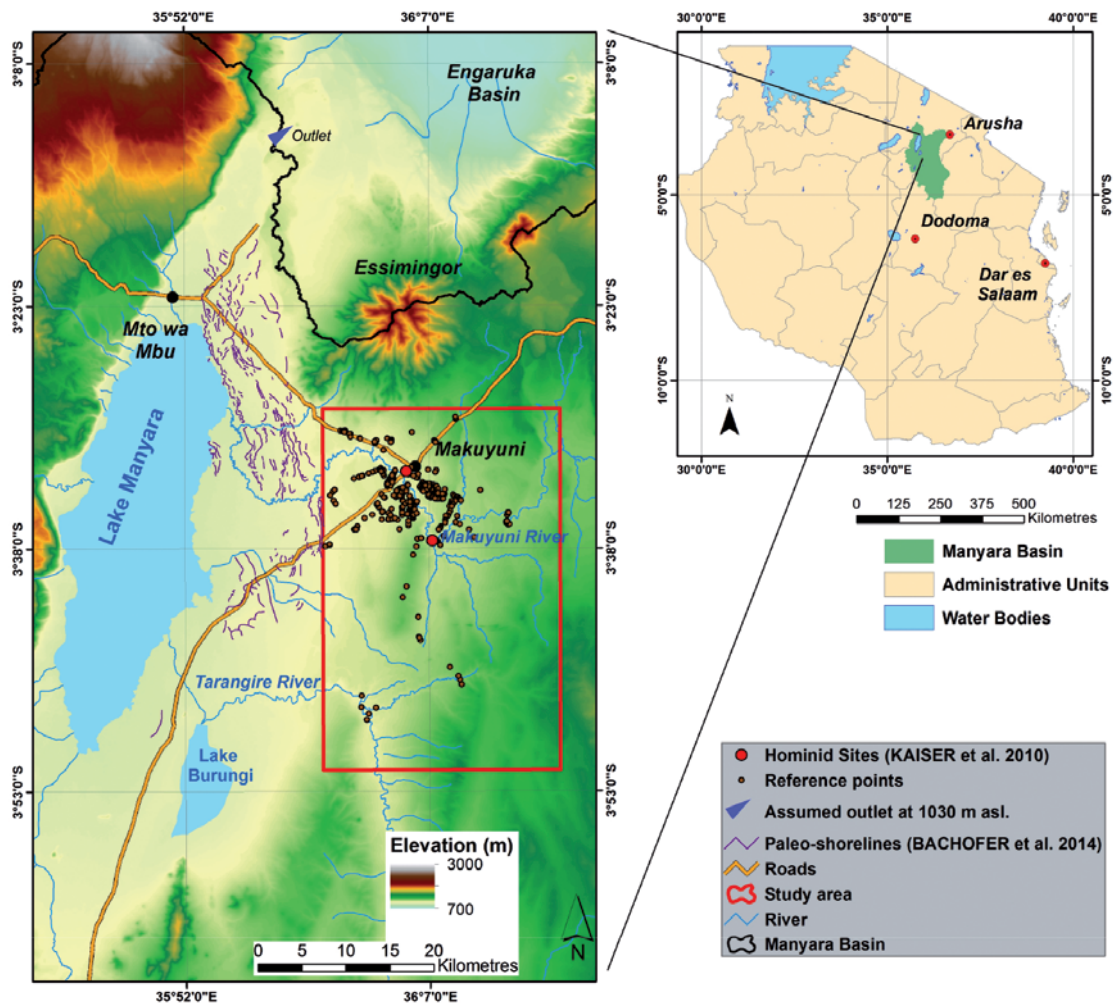 35°52'0"E
36°7'0"E
3°8'0"S
3°8'0"S
Engaruka
Basin
Outlet
Essimingor
3°23'0"S
3°23'0"S
Mto wa
Mbu
Lake Manyara
Makuyuni
Makuyuni River
3°38'0"S
3°38'0"S
Tarangire River
Lake
Burungi
3°53'0"S
3°53'0"S
Elevation (m)
3000
700
0 5 10 15 20
Kilometres
N
35°52'0"E
36°7'0"E
30°0'0"E
35°0'0"E
40°0'0"E
Arusha
5°0'0"S
5°0'0"S
Dodoma
Dar es
Salaam
10°0'0"S
10°0'0"S
N
30°0'0"E
35°0'0"E
40°0'0"E
0 125 250 375 500
Kilometres
Manyara Basin
Administrative Units
Water Bodies
Hominid Sites (KAISER et al. 2010)
Reference points
Assumed outlet at 1030 m asl.
Paleo-shorelines (BACHOFER et al. 2014)
Roads
Study area
River
Manyara Basin